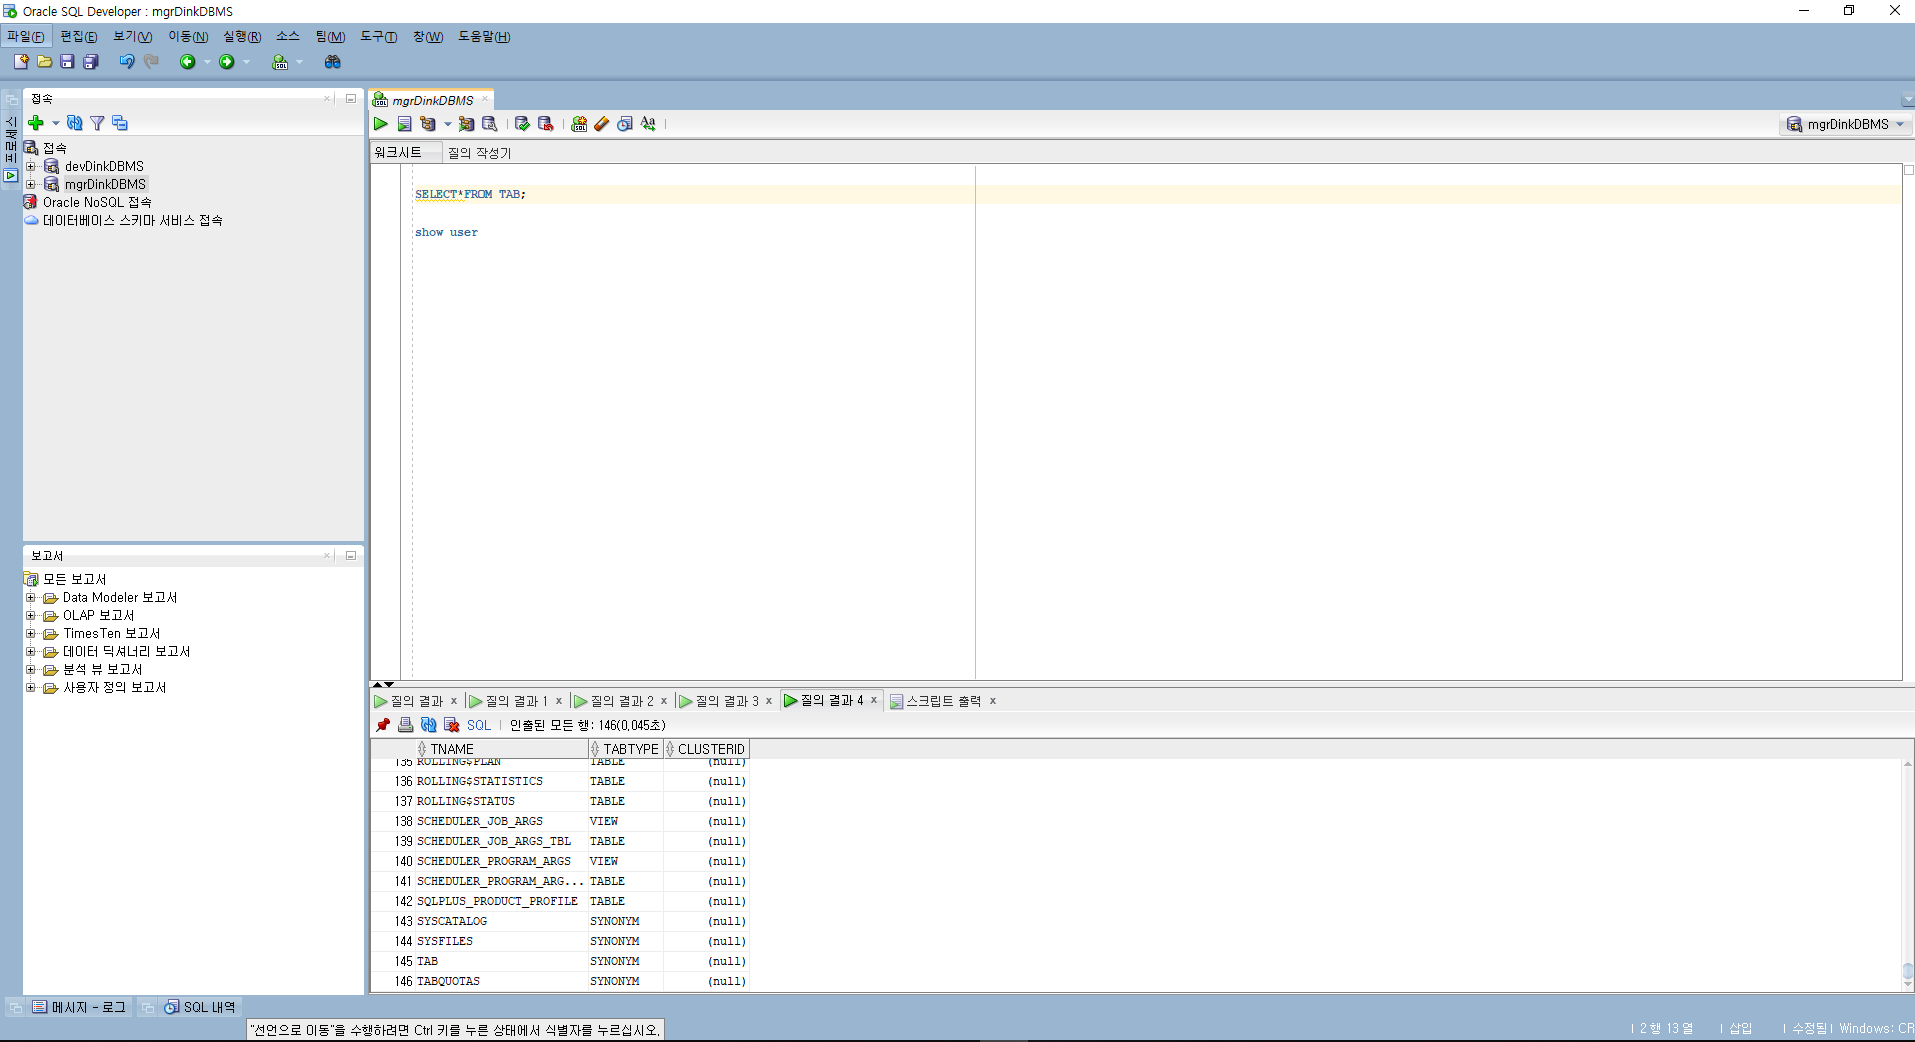 Oracle SQL Developer : mgrDinkDBMS
파일(F) 편집(E) 보기(V) 이동(N) 실행(R) 소스 팀(M) 도구(T) 창(W) 도움말(H)
접속
mgrDinkDBMS
mgrDinkDBMS
워크시트 질의 작성기
접속
devDinkDBMS
mgrDinkDBMS
Oracle NoSQL 접속
데이터베이스 스키마 서비스 접속
SELECT*FROM TAB;
show user
보고서
모든 보고서
Data Modeler 보고서
OLAP 보고서
TimesTen 보고서
데이터 딕셔너리 보고서
분석 뷰 보고서
사용자 정의 보고서
질의 결과 x 질의 결과 1 x 질의 결과 2 x 질의 결과 3 x 질의 결과 4 x 스크립트 출력 x
SQL 인출된 모든 행: 146(0,045초)
TNAME TABTYPE CLUSTERID
135 ROLLING$PLAN TABLE (null)
136 ROLLING$STATISTICS TABLE (null)
137 ROLLING$STATUS TABLE (null)
138 SCHEDULER_JOB_ARGS VIEW (null)
139 SCHEDULER_JOB_ARGS_TBL TABLE (null)
140 SCHEDULER_PROGRAM_ARGS VIEW (null)
141 SCHEDULER_PROGRAM_ARG... TABLE (null)
142 SQLPLUS_PRODUCT_PROFILE TABLE (null)
143 SYSCATALOG SYNONYM (null)
144 SYSFILES SYNONYM (null)
145 TAB SYNONYM (null)
146 TABQUOTAS SYNONYM (null)
메시지 - 로그 SQL 내역
"선언으로 이동"을 수행하려면 Ctrl 키를 누른 상태에서 식별자를 누르십시오.
2 행 13 열 삽입 수정됨 Windows: CR